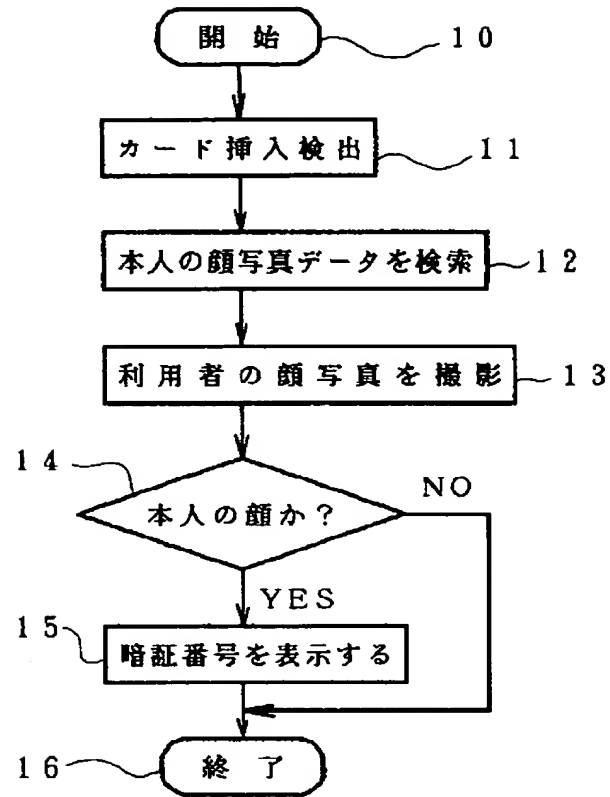 開始
10
カード挿入検出
11
本人の顔写真データを検索
12
利用者の顔写真を撮影
13
14
本人の顔か?
NO
YES
15
暗証番号を表示する
16
終了